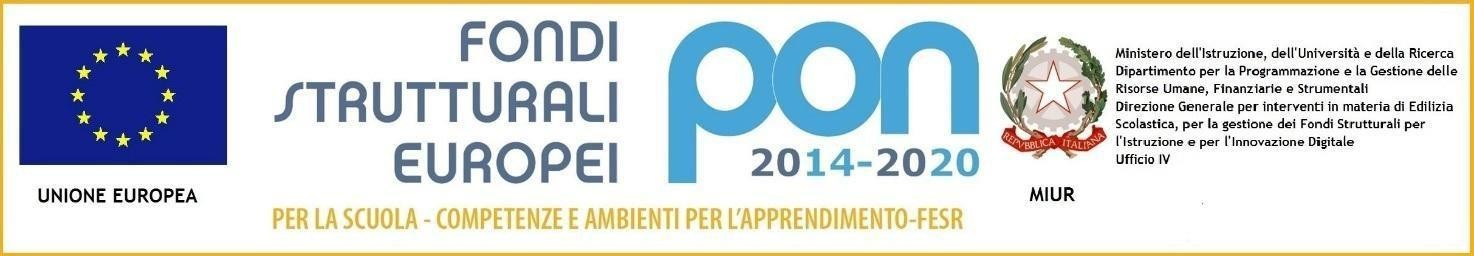 UNIONE EUROPEA
FONDI
STRUTTURALI
EUROPEI
pon
2014-2020
PER LA SCUOLA - COMPETENZE E AMBIENTI PER L'APPRENDIMENTO-FESR
REPVBBLICA ITALIANA
MIUR
Ministero dell'Istruzione, dell'Università e della Ricerca
Dipartimento per la Programmazione e la Gestione delle
Risorse Umane, Finanziarie e Strumentali
Direzione Generale per interventi in materia di Edilizia
Scolastica, per la gestione dei Fondi Strutturali per
l'Istruzione e per l'Innovazione Digitale
Ufficio IV